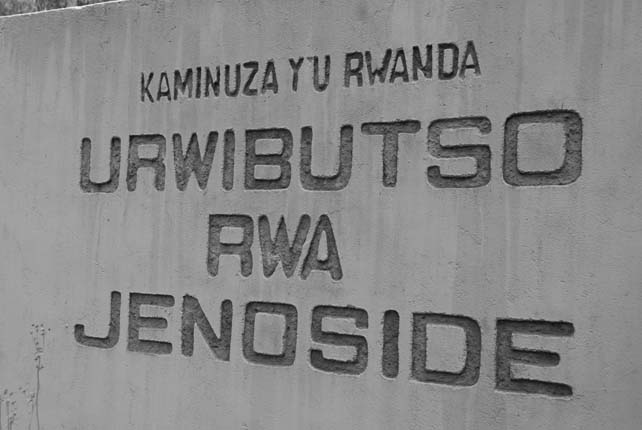 KAMINUZA Y'U RWANDA
URWIBUTSO
RWA
JENOSIDE